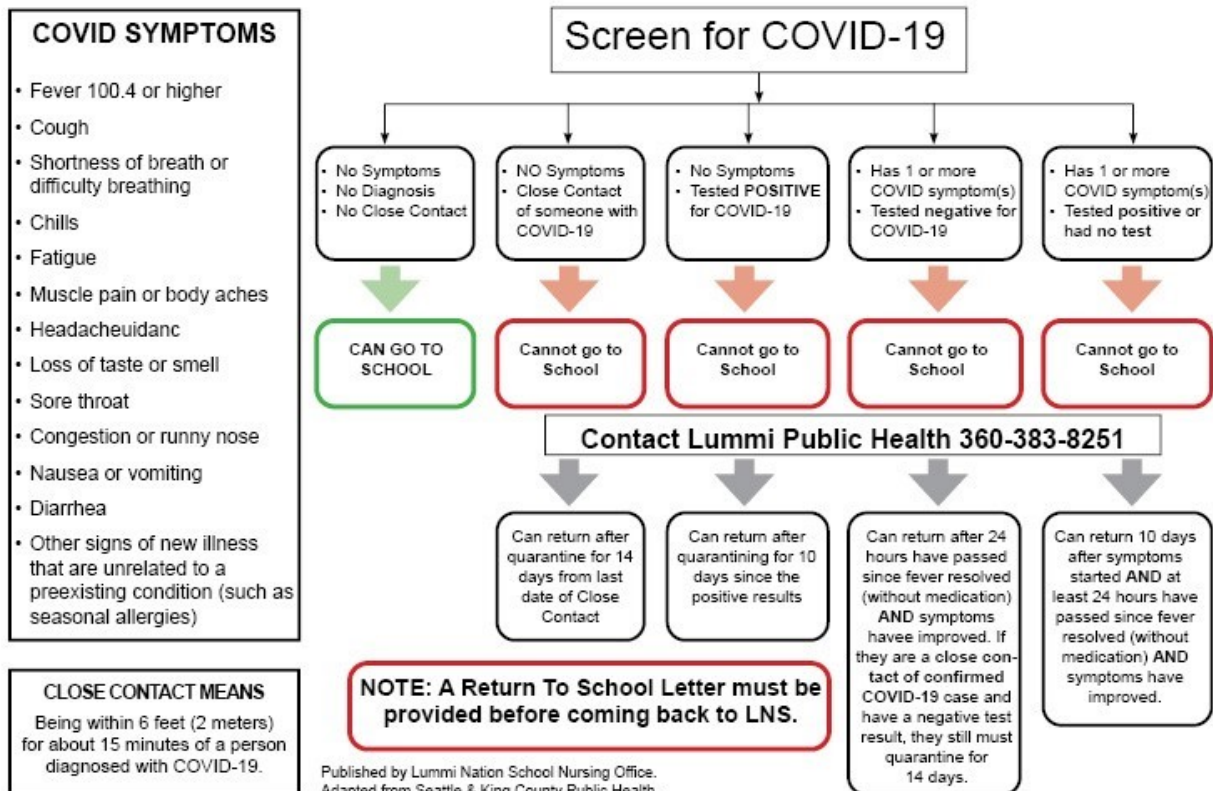 COVID SYMPTOMS
• Fever 100.4 or higher
• Cough
• Shortness of breath or
difficulty breathing
• Chills
• Fatigue
• Muscle pain or body aches
• Headacheuidanc
• Loss of taste or smell
• Sore throat
• Congestion or runny nose
• Nausea or vomiting
• Diarrhea
• Other signs of new illness
that are unrelated to a
preexisting condition (such as
seasonal allergies)
CLOSE CONTACT MEANS
Being within 6 feet (2 meters)
for about 15 minutes of a person
diagnosed with COVID-19.
Screen for COVID-19
• No Symptoms
• No Diagnosis
• No Close Contact
CAN GO TO
SCHOOL
• NO Symptoms
• Close Contact
of someone with
COVID-19
Cannot go to
School
• No Symptoms
• Tested POSITIVE
for COVID-19
Cannot go to
School
• Has 1 or more
COVID symptom(s)
• Tested negative for
COVID-19
Cannot go to
School
• Has 1 or more
COVID symptom(s)
• Tested positive or
had no test
Cannot go to
School
Contact Lummi Public Health 360-383-8251
Can return after
quarantine for 14
days from last
date of Close
Contact
Can return after
quarantining for 10
days since the
positive results
Can return after 24
hours have passed
since fever resolved
(without medication)
AND symptoms
havee improved. If
they are a close con-
tact of confirmed
COVID-19 case and
have a negative test
result, they still must
quarantine for
14 days.
Can return 10 days
after symptoms
started AND at
least 24 hours have
passed since fever
resolved (without
medication) AND
symptoms have
improved.
NOTE: A Return To School Letter must be
provided before coming back to LNS.
Published by Lummi Nation School Nursing Office.
Adapted from Seattle & King County Public Health